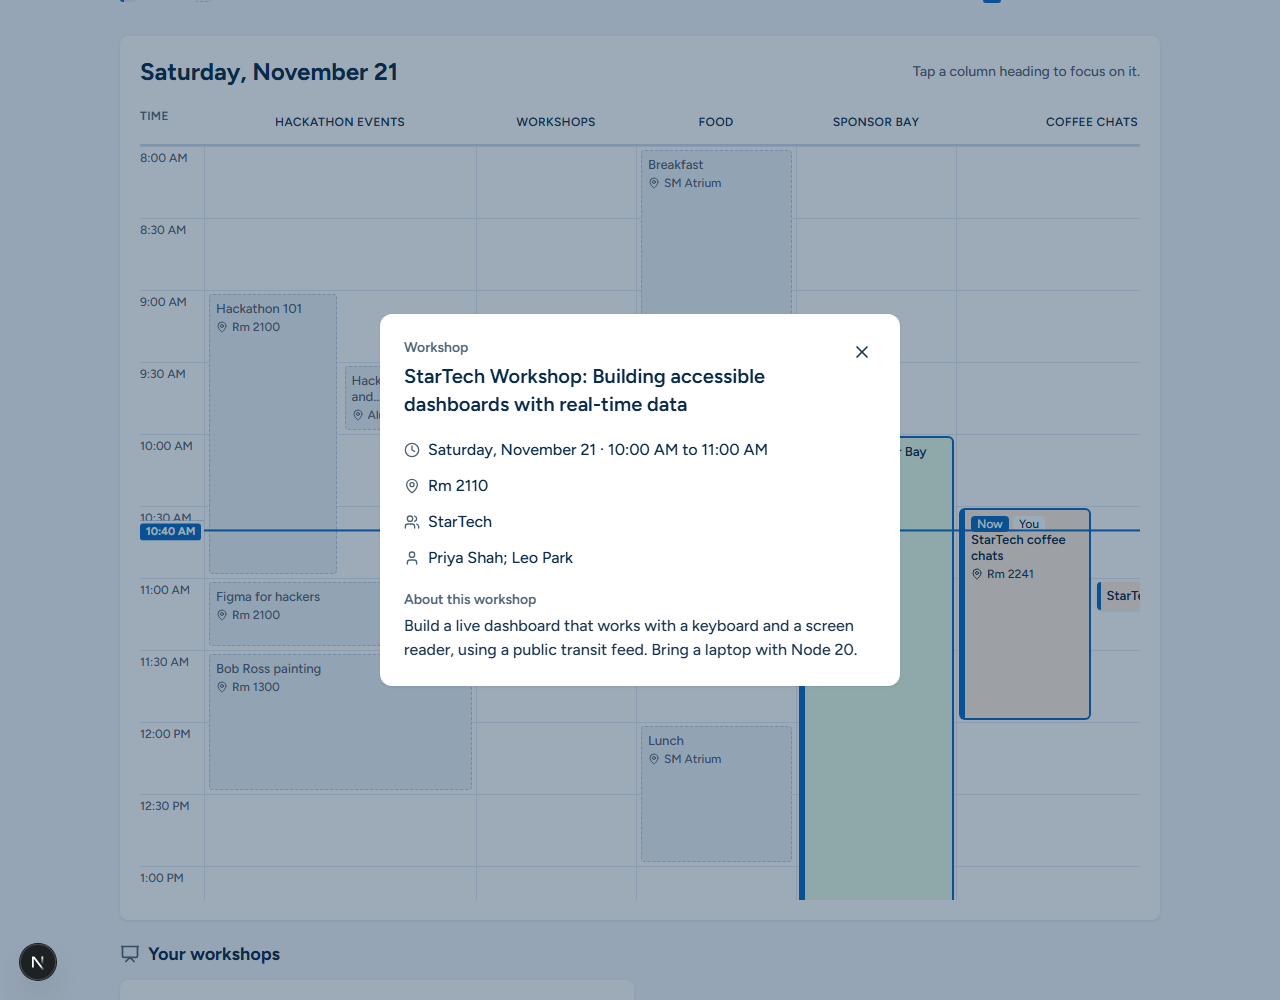 Saturday, November 21
Tap a column heading to focus on it.
TIME
HACKATHON EVENTS
WORKSHOPS
FOOD
SPONSOR BAY
COFFEE CHATS
8:00 AM
Breakfast
SM Atrium
8:30 AM
9:00 AM
Hackathon 101
Rm 2100
9:30 AM
Hack
and...
10:00 AM
Bay
10:30 AM
10:40 AM
Now
You
StarTech coffee
chats
Rm 2241
11:00 AM
Figma for hackers
Rm 2100
StarTe
11:30 AM
Bob Ross painting
Rm 1300
12:00 PM
Lunch
SM Atrium
12:30 PM
1:00 PM
Workshop
StarTech Workshop: Building accessible
dashboards with real-time data
Saturday, November 21 · 10:00 AM to 11:00 AM
Rm 2110
StarTech
Priya Shah; Leo Park
About this workshop
Build a live dashboard that works with a keyboard and a screen
reader, using a public transit feed. Bring a laptop with Node 20.
Your workshops
N